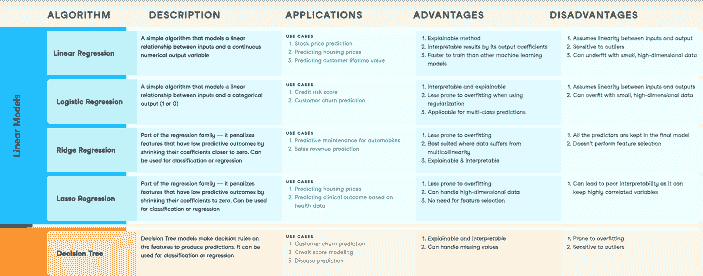 ALGORITHM DESCRIPTION APPLICATIONS ADVANTAGES DISADVANTAGES
Linear Models
Linear Regression
A simple algorithm that models a linear
relationship between inputs and a continuous
numerical output variable
USE CASES
1. Stock price prediction
2. Predicting housing prices
3. Predicting customer lifetime value
1. Explainable method
2. Interpretable results by its output coefficients
3. Faster to train than other machine learning
models
1. Assumes linearity between inputs and output
2. Sensitive to outliers
3. Can underfit with small, high-dimensional data
Logistic Regression
A simple algorithm that models a linear
relationship between inputs and a categorical
output (1 or 0)
USE CASES
1. Credit risk score
2. Customer churn prediction
1. Interpretable and explainable
2. Less prone to overfitting when using
regularization
3. Applicable for multi-class predictions
1. Assumes linearity between inputs and outputs
2. Can overfit with small, high-dimensional data
Ridge Regression
Part of the regression family — it penalizes
features that have low predictive outcomes by
shrinking their coefficients closer to zero. Can
be used for classification or regression
USE CASES
1. Predictive maintenance for automobiles
2. Sales revenue prediction
1. Less prone to overfitting
2. Best suited where data suffers from
multicollinearity
3. Explainable & interpretable
1. All the predictors are kept in the final model
2. Doesn't perform feature selection
Lasso Regression
Part of the regression family — it penalizes
features that have low predictive outcomes by
shrinking their coefficients to zero. Can be used
for classification or regression
USE CASES
1. Predicting housing prices
2. Predicting clinical outcomes based on
health data
1. Less prone to overfitting
2. Can handle high-dimensional data
3. No need for feature selection
1. Can lead to poor interpretability as it can
keep highly correlated variables
Decision Tree
Decision Tree models make decision rules on
the features to produce predictions. It can be
used for classification or regression
USE CASES
1. Customer churn prediction
2. Credit score modeling
3. Disease prediction
1. Explainable and interpretable
2. Can handle missing values
1. Prone to overfitting
2. Sensitive to outliers